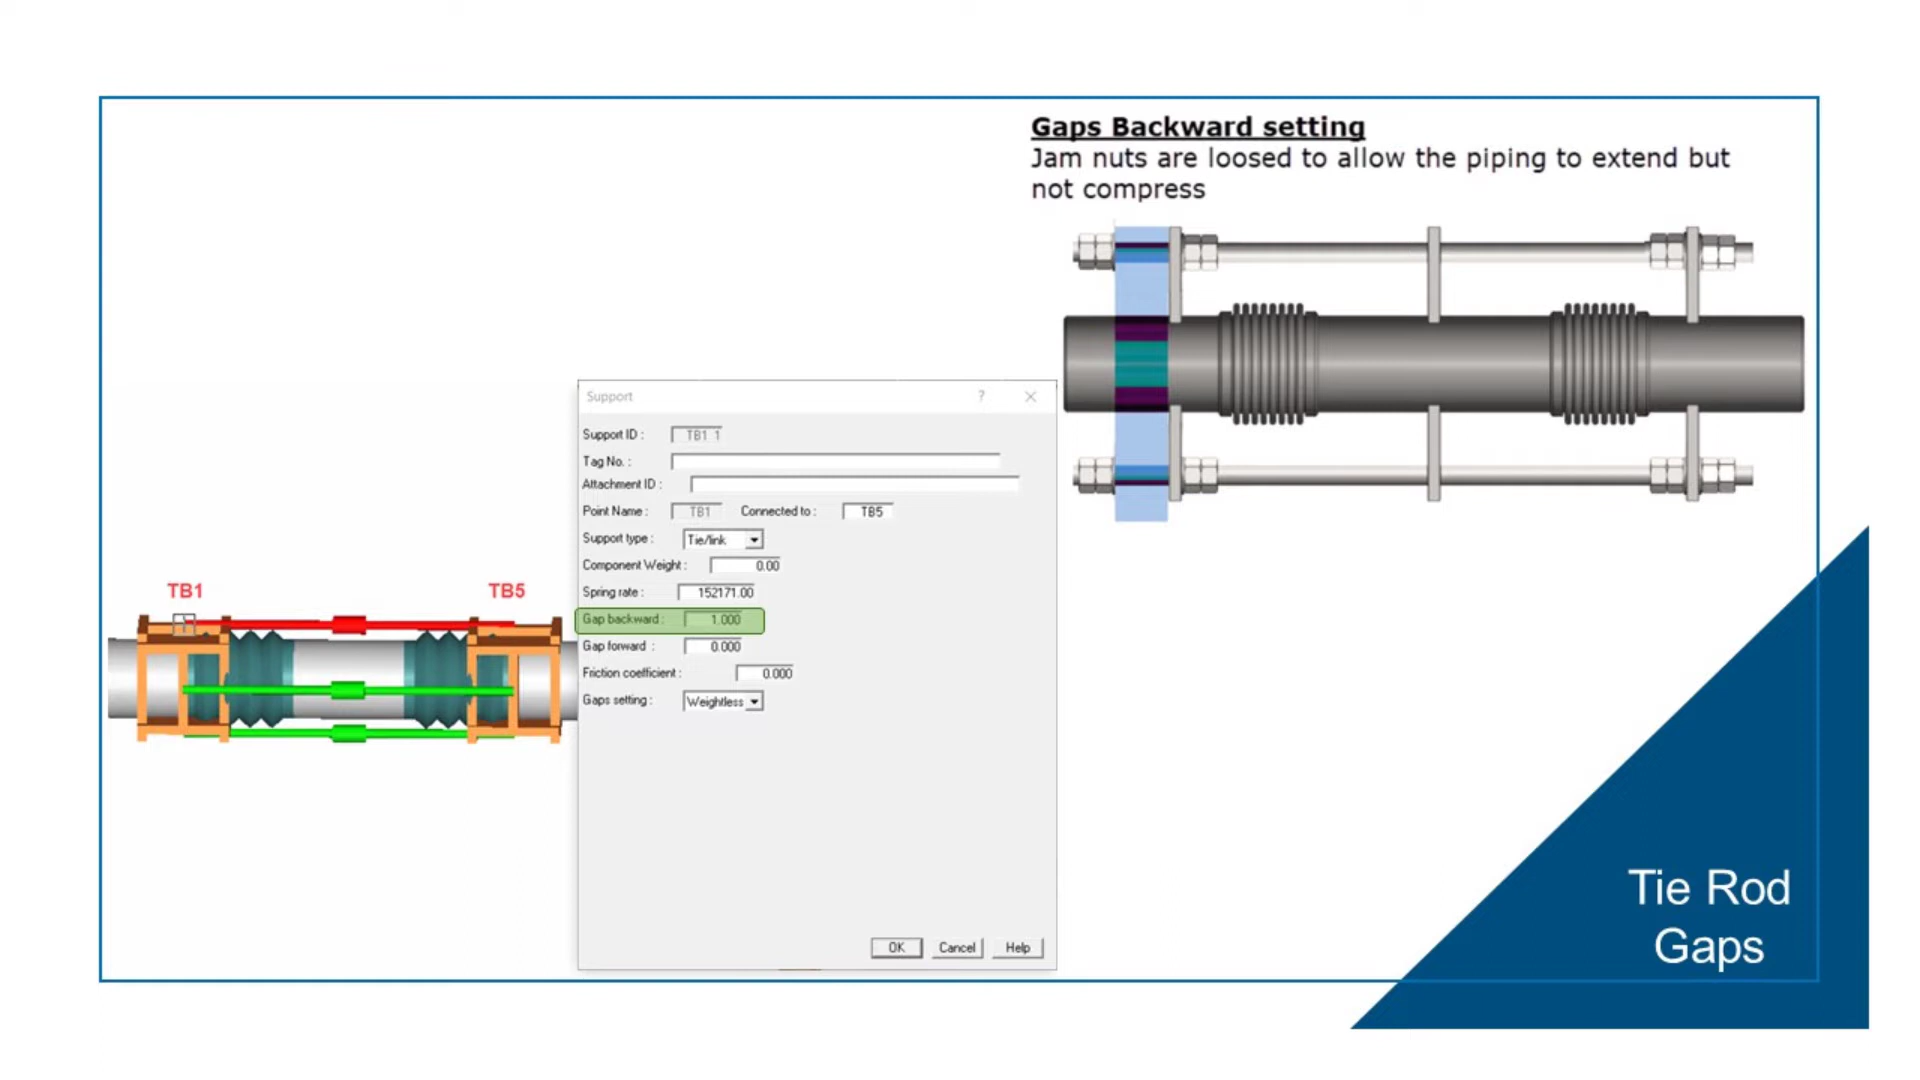 Gaps Backward setting
Jam nuts are loosed to allow the piping to extend but
not compress
Support ? ×
Support ID : TB1 1
Tag No. :
Attachment ID :
Point Name : TB1 Connected to : TB5
Support type : Tie/link
Component Weight : 0.00
Spring rate : 152171.00
Gap backward : 1.000
Gap forward : 0.000
Friction coefficient : 0.000
Gaps setting : Weightless
OK Cancel Help
TB1 TB5
Tie Rod
Gaps